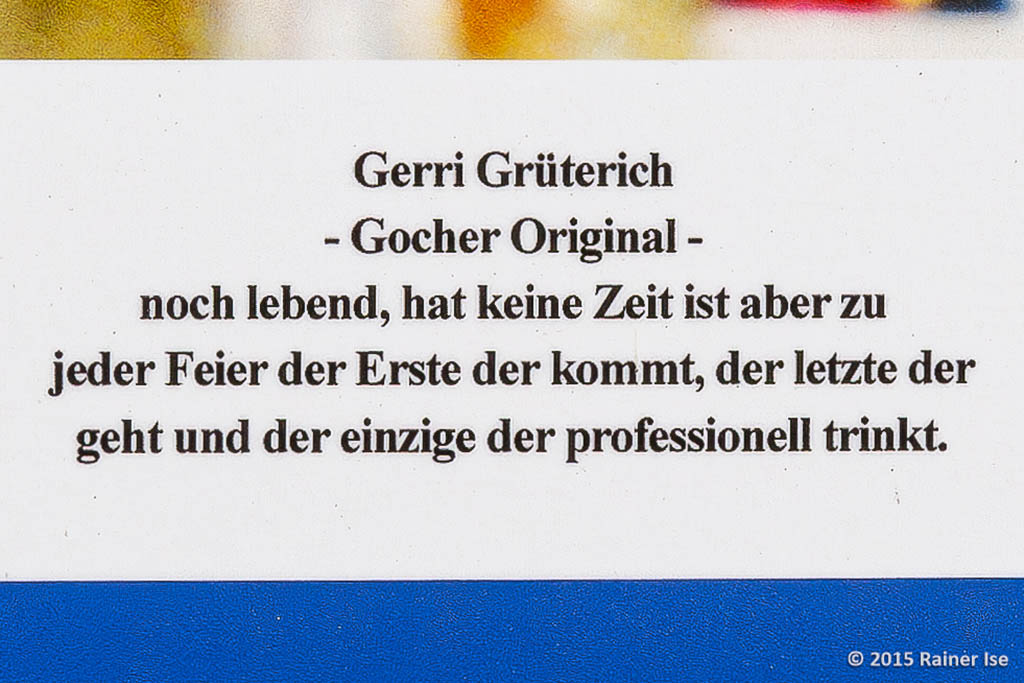 Gerri Grüterich
- Gocher Original -
noch lebend, hat keine Zeit ist aber zu
jeder Feier der Erste der kommt, der letzte der
geht und der einzige der professionell trinkt.
© 2015 Rainer Ise